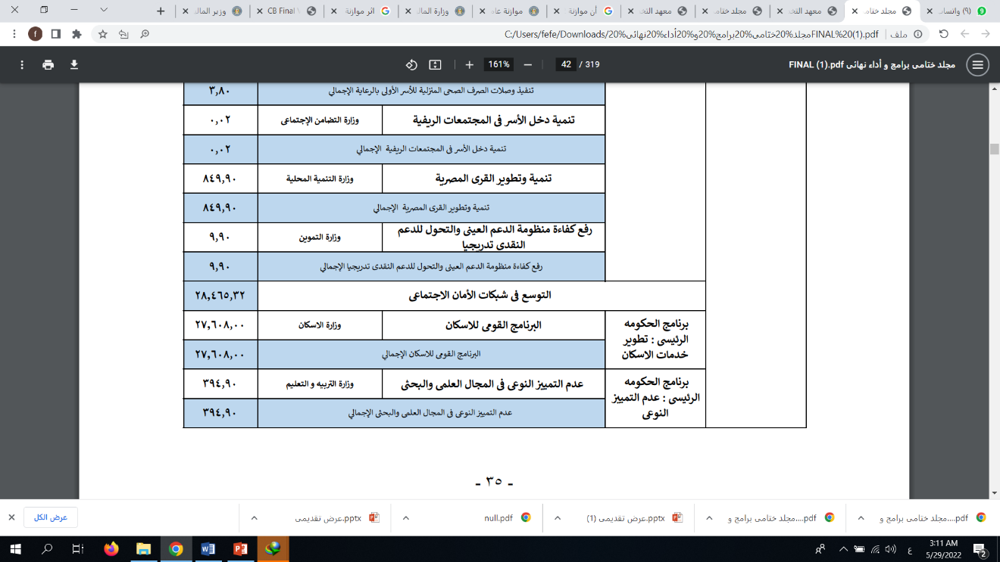 (٩) واتساب
مجلد ختامى
معهد التخ
مجلد ختامى
معهد التخ
أن موازنة
موازنة عام
وزارة المال
اثر موازنة
CB Final
وزير المال
ملف C:/Users/fefe/Downloads/20%مجلد%20ختامى%20برامج%20و%20أداء%20نهائىFINAL%20(1).pdf
مجلد ختامى برامج و أداء نهائى FINAL (1).pdf
42 / 319
161%
تنفيذ وصلات الصرف الصحى المنزلية للأسر الأولى بالرعاية الإجمالي ٣,٨٠
تنمية دخل الأسر فى المجتمعات الريفية وزارة التضامن الإجتماعى ٠,٠٢
تنمية دخل الأسر فى المجتمعات الريفية الإجمالي ٠,٠٢
تنمية وتطوير القرى المصرية وزارة التنمية المحلية ٨٤٩,٩٠
تنمية وتطوير القرى المصرية الإجمالي ٨٤٩,٩٠
رفع كفاءة منظومة الدعم العينى والتحول للدعم
النقدى تدريجيا
وزارة التموين ٩,٩٠
رفع كفاءة منظومة الدعم العينى والتحول للدعم النقدى تدريجيا الإجمالي ٩,٩٠
التوسع فى شبكات الأمان الاجتماعى ٢٨,٤٦٥,٣٢
برنامج الحكومه
الرئيسى : تطوير
خدمات الاسكان
البرنامج القومى للاسكان وزارة الاسكان ٢٧,٦٠٨,٠٠
البرنامج القومى للاسكان الإجمالي ٢٧,٦٠٨,٠٠
برنامج الحكومه
الرئيسى : عدم التمييز
النوعى
عدم التمييز النوعى فى المجال العلمى والبحثى وزارة التربيه و التعليم ٣٩٤,٩٠
عدم التمييز النوعى فى المجال العلمى والبحثى الإجمالي ٣٩٤,٩٠
- ٣٥ -
مجلد ختامى برامج و....pdf
مجلد ختامى برامج و....pdf
عرض تقديمى (1).pptx
null.pdf
عرض تقديمى.pptx
عرض الكل
3:11 AM
ع
5/29/2022
2